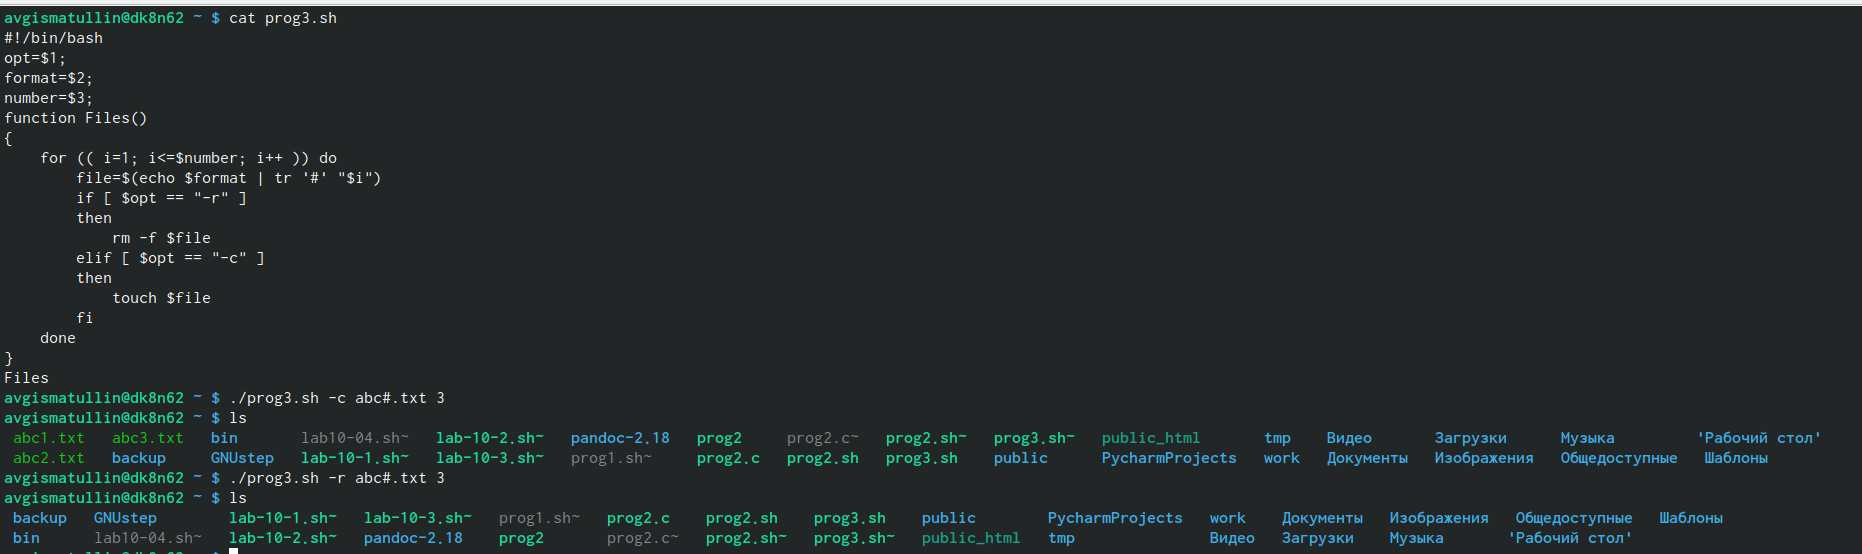 avgismatullin@dk8n62 ~ $ cat prog3.sh
#!/bin/bash
opt=$1;
format=$2;
number=$3;
function Files()
{
    for (( i=1; i<=$number; i++ )) do
        file=$(echo $format | tr '#' "$i")
        if [ $opt == "-r" ]
        then
            rm -f $file
        elif [ $opt == "-c" ]
        then
            touch $file
        fi
    done
}
Files
avgismatullin@dk8n62 ~ $ ./prog3.sh -c abc#.txt 3
avgismatullin@dk8n62 ~ $ ls
abc1.txt abc3.txt bin lab10-04.sh~ lab-10-2.sh~ pandoc-2.18 prog2 prog2.c~ prog2.sh~ prog3.sh~ public_html tmp Видео Загрузки Музыка 'Рабочий стол'
abc2.txt backup GNUstep lab-10-1.sh~ lab-10-3.sh~ prog1.sh~ prog2.c prog2.sh prog3.sh public PycharmProjects work Документы Изображения Общедоступные Шаблоны
avgismatullin@dk8n62 ~ $ ./prog3.sh -r abc#.txt 3
avgismatullin@dk8n62 ~ $ ls
backup GNUstep lab-10-1.sh~ lab-10-3.sh~ prog1.sh~ prog2.c prog2.sh prog3.sh public PycharmProjects work Документы Изображения Общедоступные Шаблоны
bin lab10-04.sh~ lab-10-2.sh~ pandoc-2.18 prog2 prog2.c~ prog2.sh~ prog3.sh~ public_html tmp Видео Загрузки Музыка 'Рабочий стол'